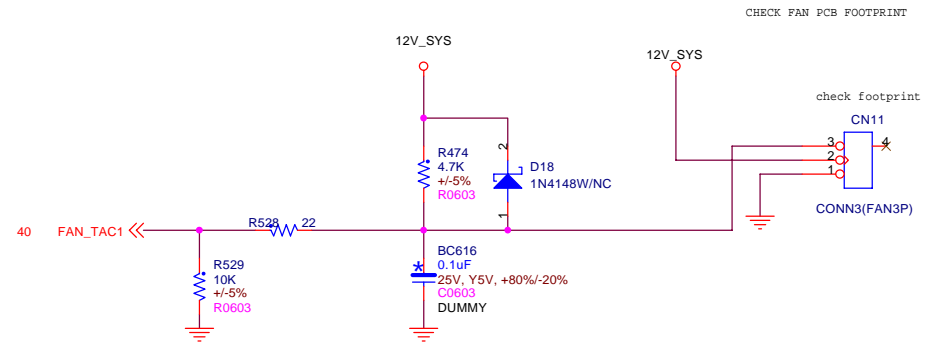 CHECK FAN PCB FOOTPRINT
12V_SYS
12V_SYS
check footprint
CN11
3
4
2
1
CONN3(FAN3P)
R474
4.7K
+/-5%
R0603
2
D18
1N4148W/NC
1
40 FAN_TAC1
R528 22
R529
10K
+/-5%
R0603
BC616
0.1uF
25V, Y5V, +80%/-20%
C0603
DUMMY